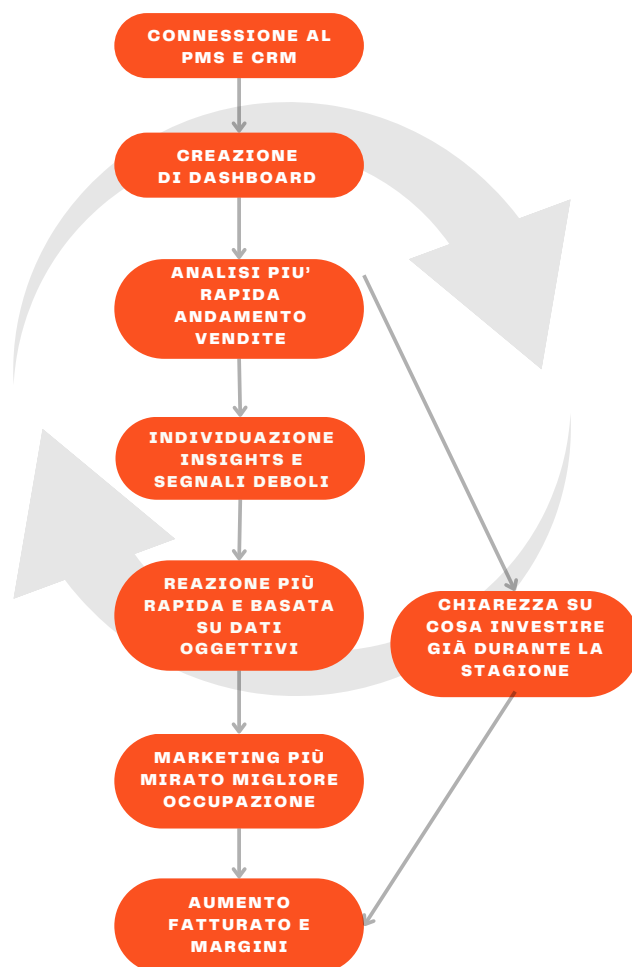 CONNESSIONE AL
PMS E CRM
CREAZIONE
DI DASHBOARD
ANALISI PIU'
RAPIDA
ANDAMENTO
VENDITE
INDIVIDUAZIONE
INSIGHTS E
SEGNALI DEBOLI
REAZIONE PIÙ
RAPIDA E BASATA
SU DATI
OGGETTIVI
CHIAREZZA SU
COSA INVESTIRE
GIÀ DURANTE LA
STAGIONE
MARKETING PIÙ
MIRATO MIGLIORE
OCCUPAZIONE
AUMENTO
FATTURATO E
MARGINI